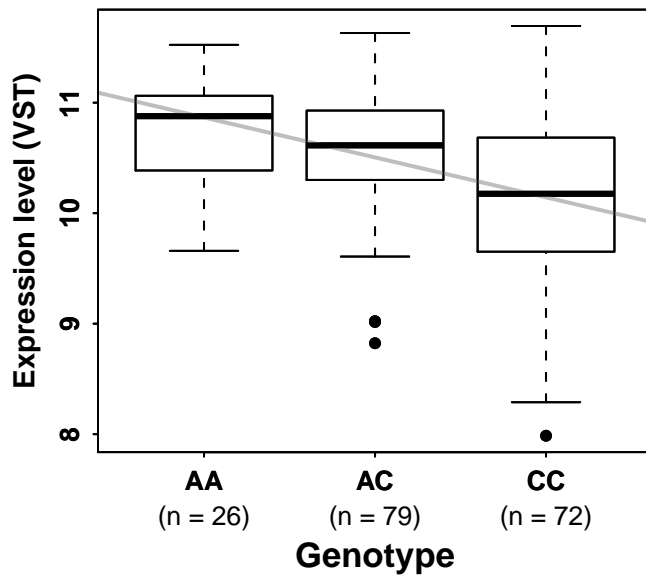 Expression level (VST)
11
10
9
8
AA AC CC
(n = 26) (n = 79) (n = 72)
Genotype